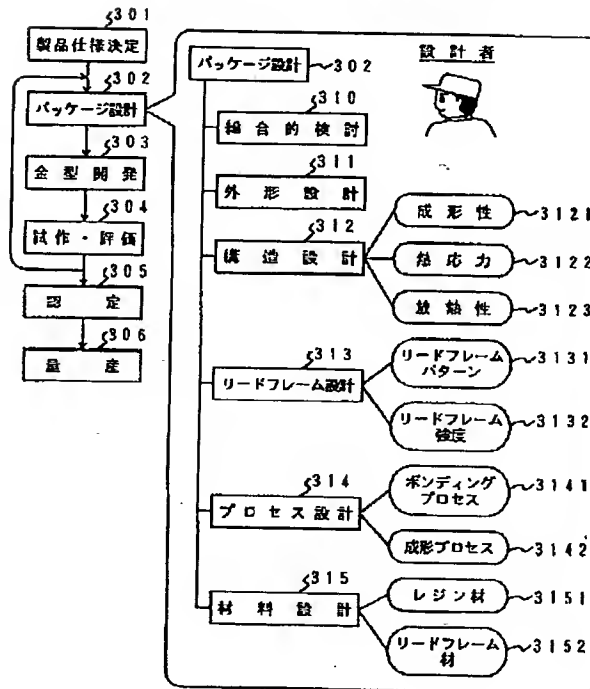 301
製品仕様決定
302
パッケージ設計
303
金型開発
304
試作・評価
305
認定
306
量産
パッケージ設計 302
設計者
310
総合的検討
311
外形設計
312
構造設計
成形性 3121
熱応力 3122
放熱性 3123
313
リードフレーム設計
リードフレーム
パターン 3131
リードフレーム
強度 3132
314
プロセス設計
ボンディング
プロセス 3141
成形プロセス 3142
315
材料設計
レジン材 3151
リードフレーム
材 3152